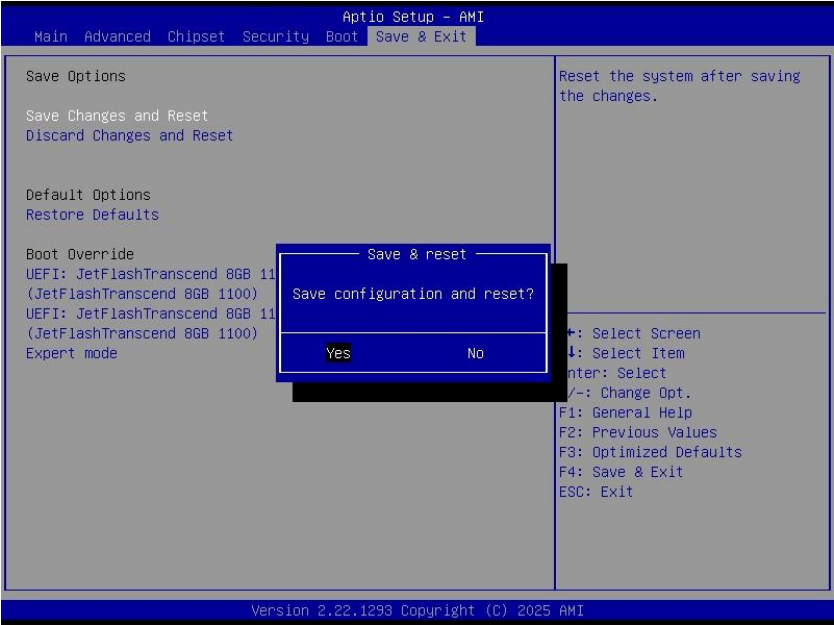 Aptio Setup - AMI
Main Advanced Chipset Security Boot Save & Exit
Save Options
Save Changes and Reset
Discard Changes and Reset
Default Options
Restore Defaults
Boot Override
UEFI: JetFlashTranscend 8GB 11
(JetFlashTranscend 8GB 1100)
UEFI: JetFlashTranscend 8GB 11
(JetFlashTranscend 8GB 1100)
Expert mode
Save & reset
Save configuration and reset?
Yes No
Reset the system after saving
the changes.
: Select Screen
: Select Item
nter: Select
/-: Change Opt.
F1: General Help
F2: Previous Values
F3: Optimized Defaults
F4: Save & Exit
ESC: Exit
Version 2.22.1293 Copyright (C) 2025 AMI